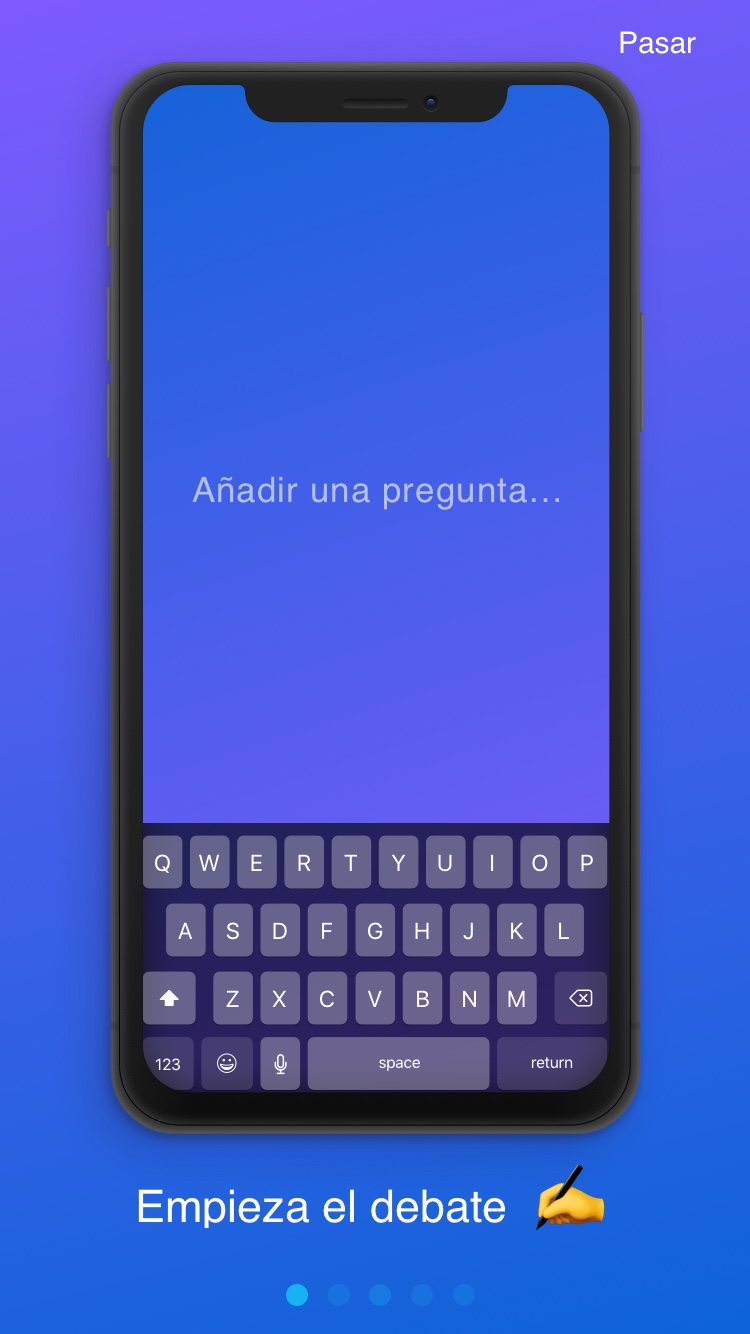 Pasar
Añadir una pregunta...
Q W E R T Y U I O P
A S D F G H J K L
Z X C V B N M
123 space return
Empieza el debate